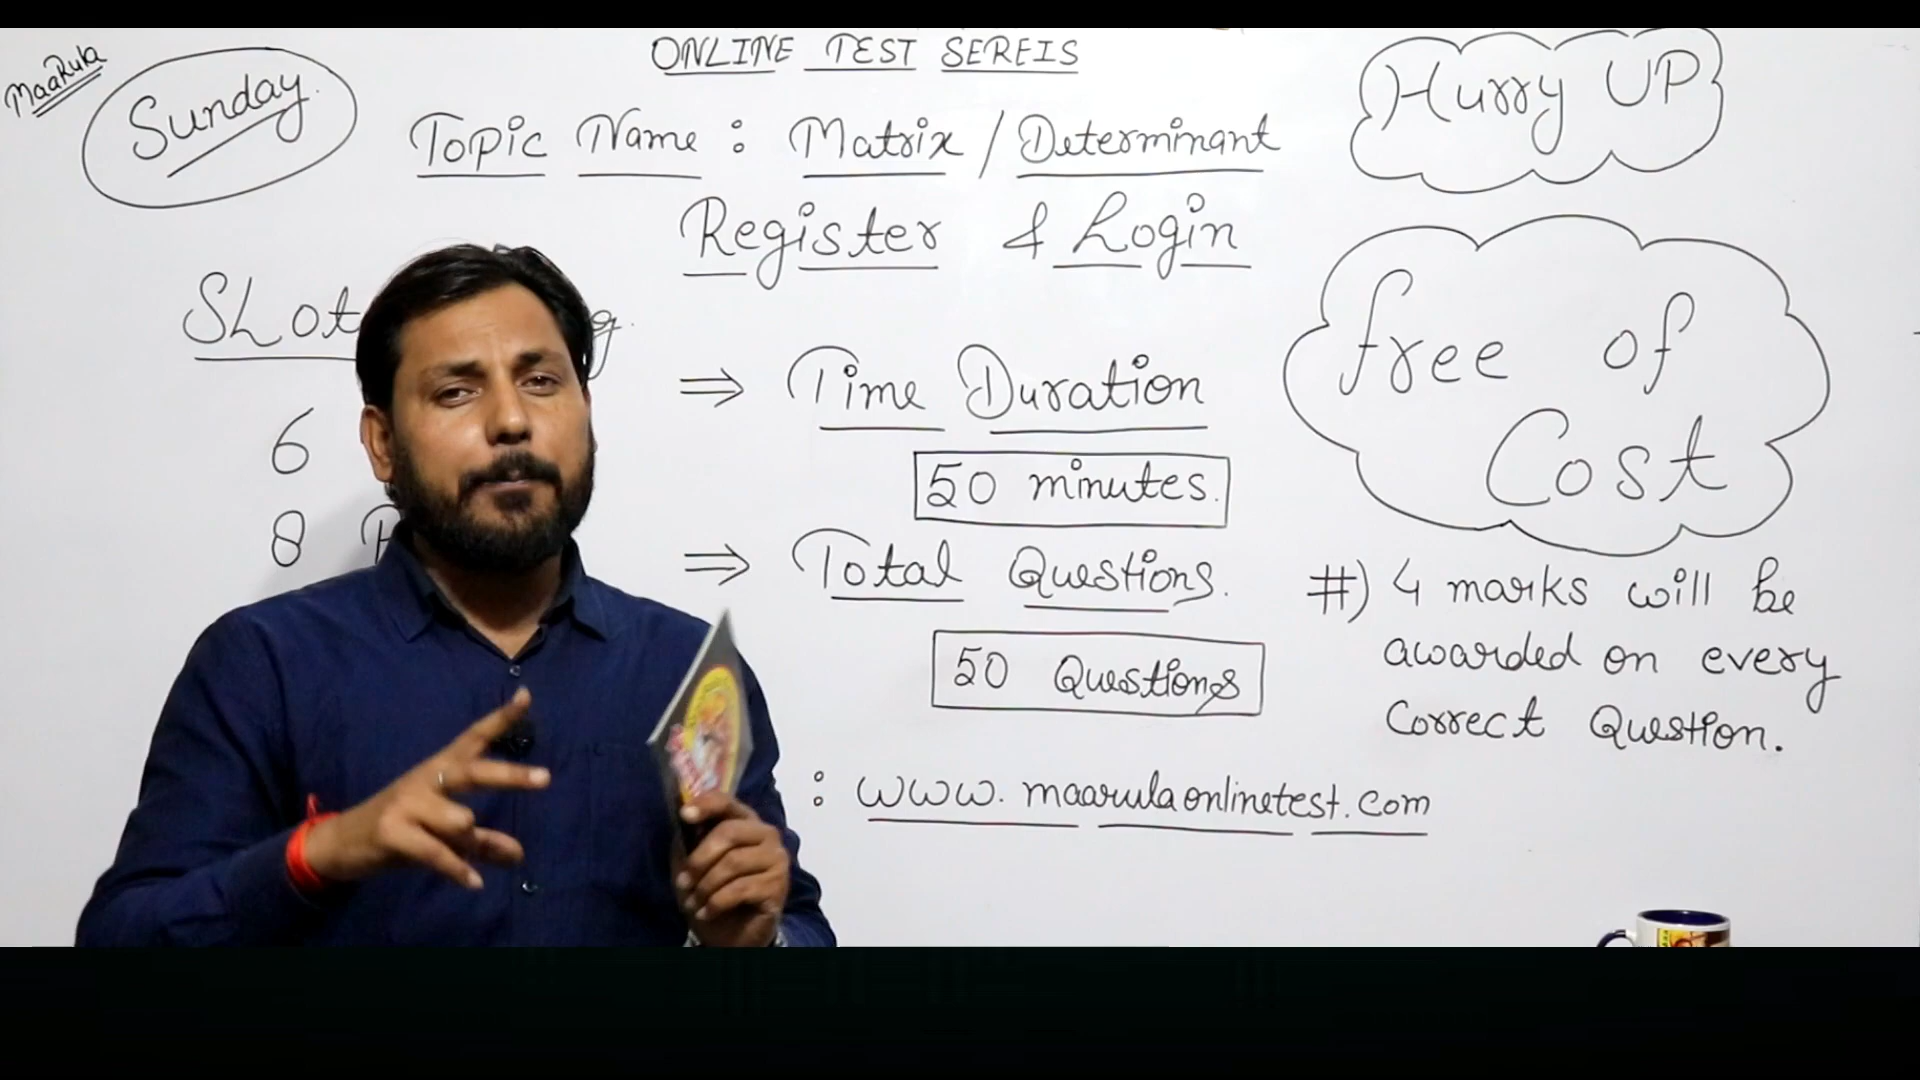 MaaRula
Sunday.
ONLINE TEST SEREIS
Topic Name : Matrix / Determinant
Register & Login
Hurry UP
SLot
6
8
⇒ Time Duration
50 minutes.
⇒ Total Questions.
50 Questions
: www.maarulaonlinetest.com
free of
Cost
#) 4 marks will be
awarded on every
Correct Question.